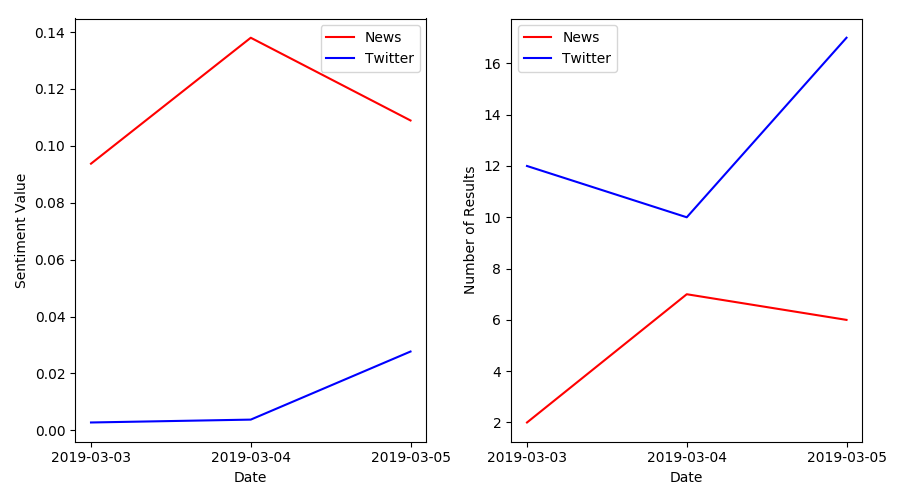 0.14
0.12
0.10
0.08
0.06
0.04
0.02
0.00
Sentiment Value
News
Twitter
2019-03-03 2019-03-04 2019-03-05
Date
16
14
12
10
8
6
4
2
Number of Results
News
Twitter
2019-03-03 2019-03-04 2019-03-05
Date